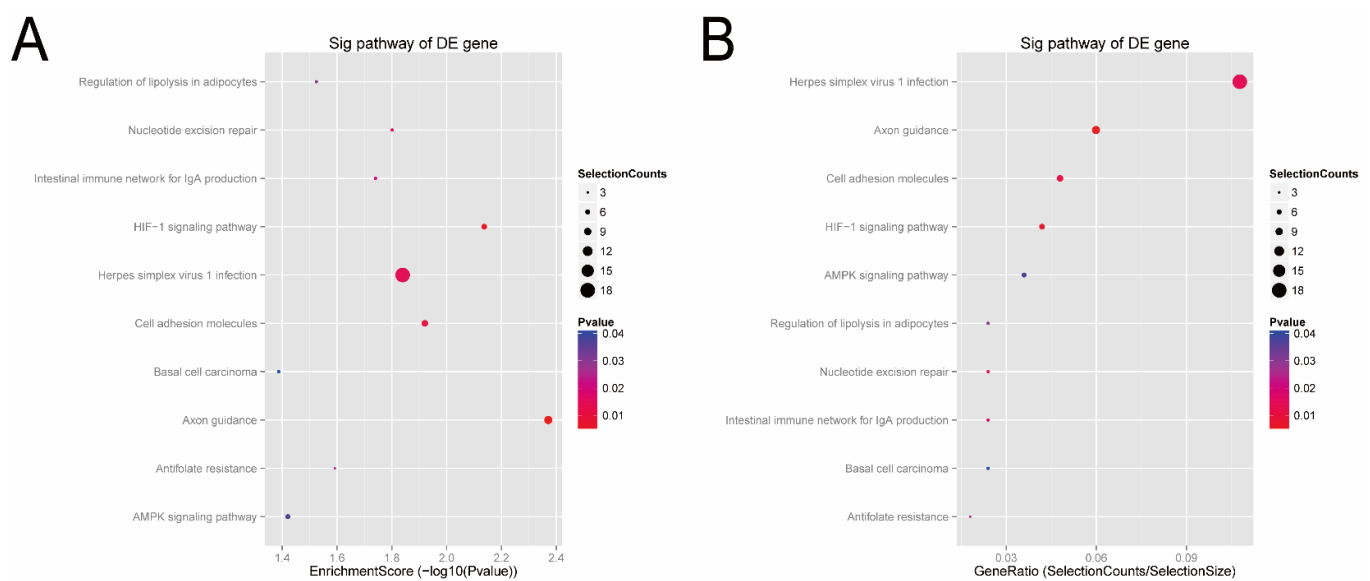 A
Sig pathway of DE gene
Regulation of lipolysis in adipocytes
Nucleotide excision repair
Intestinal immune network for IgA production
HIF−1 signaling pathway
Herpes simplex virus 1 infection
Cell adhesion molecules
Basal cell carcinoma
Axon guidance
Antifolate resistance
AMPK signaling pathway
1.4 1.6 1.8 2.0 2.2 2.4
EnrichmentScore (−log10(Pvalue))
SelectionCounts
3
6
9
12
15
18
Pvalue
0.04
0.03
0.02
0.01
B
Sig pathway of DE gene
Herpes simplex virus 1 infection
Axon guidance
Cell adhesion molecules
HIF−1 signaling pathway
AMPK signaling pathway
Regulation of lipolysis in adipocytes
Nucleotide excision repair
Intestinal immune network for IgA production
Basal cell carcinoma
Antifolate resistance
0.03 0.06 0.09
GeneRatio (SelectionCounts/SelectionSize)
SelectionCounts
3
6
9
12
15
18
Pvalue
0.04
0.03
0.02
0.01